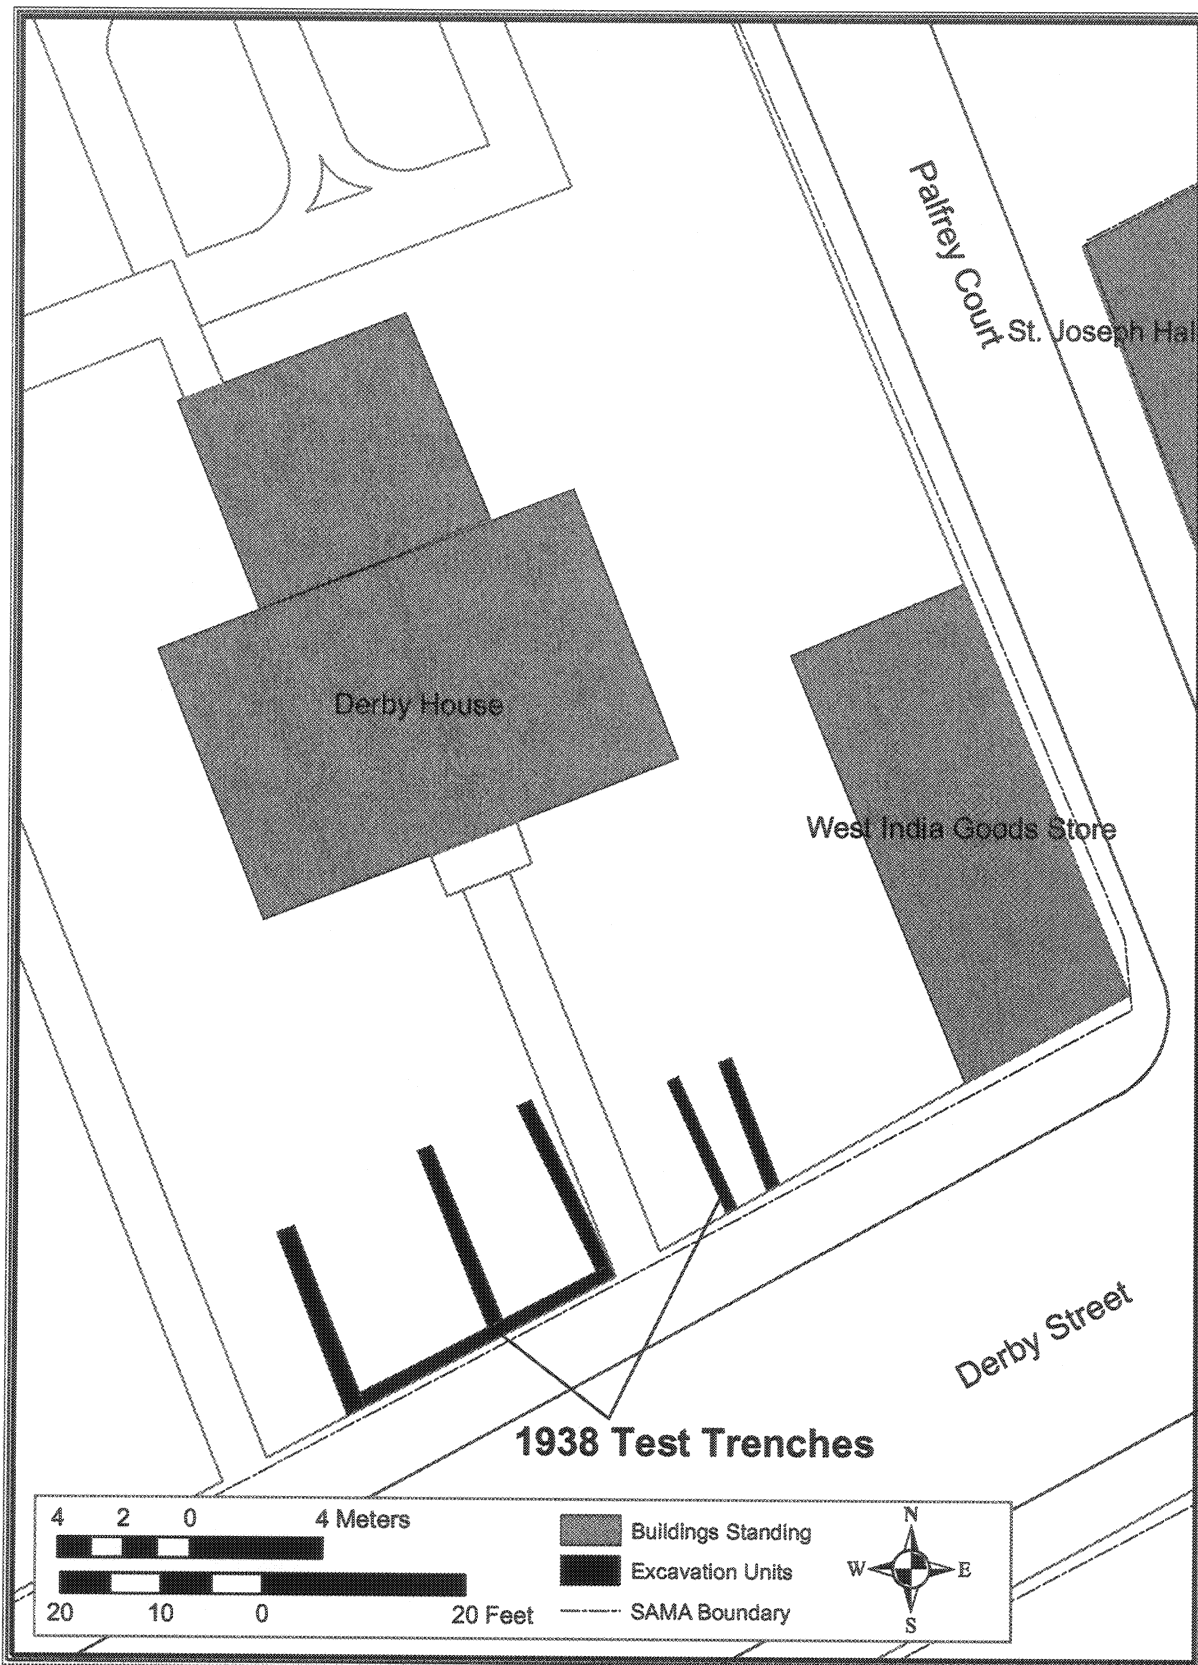 Palfrey Court
St. Joseph Hal
Derby House
West India Goods Store
Derby Street
1938 Test Trenches
4 2 0 4 Meters
20 10 0 20 Feet
Buildings Standing
Excavation Units
SAMA Boundary
N
W E
S